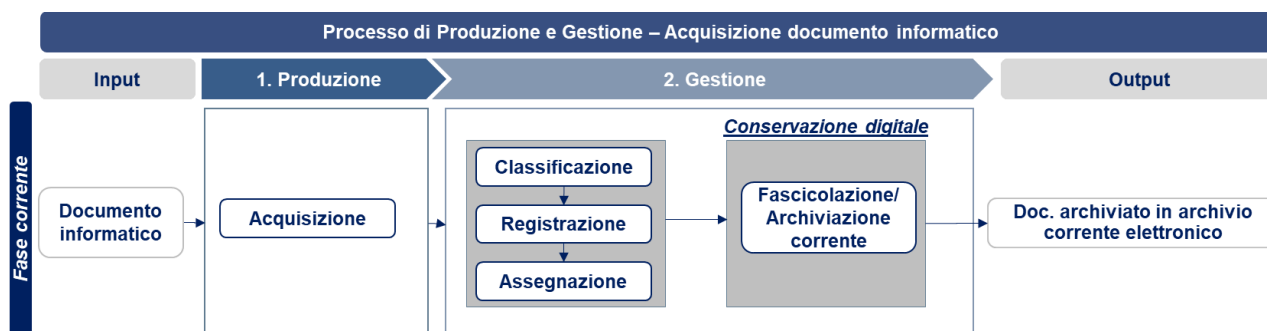 Processo di Produzione e Gestione – Acquisizione documento informatico
Input
1. Produzione
2. Gestione
Output
Fase corrente
Documento
informatico
Acquisizione
Classificazione
Registrazione
Assegnazione
Conservazione digitale
Fascicolazione/
Archiviazione
corrente
Doc. archiviato in archivio
corrente elettronico